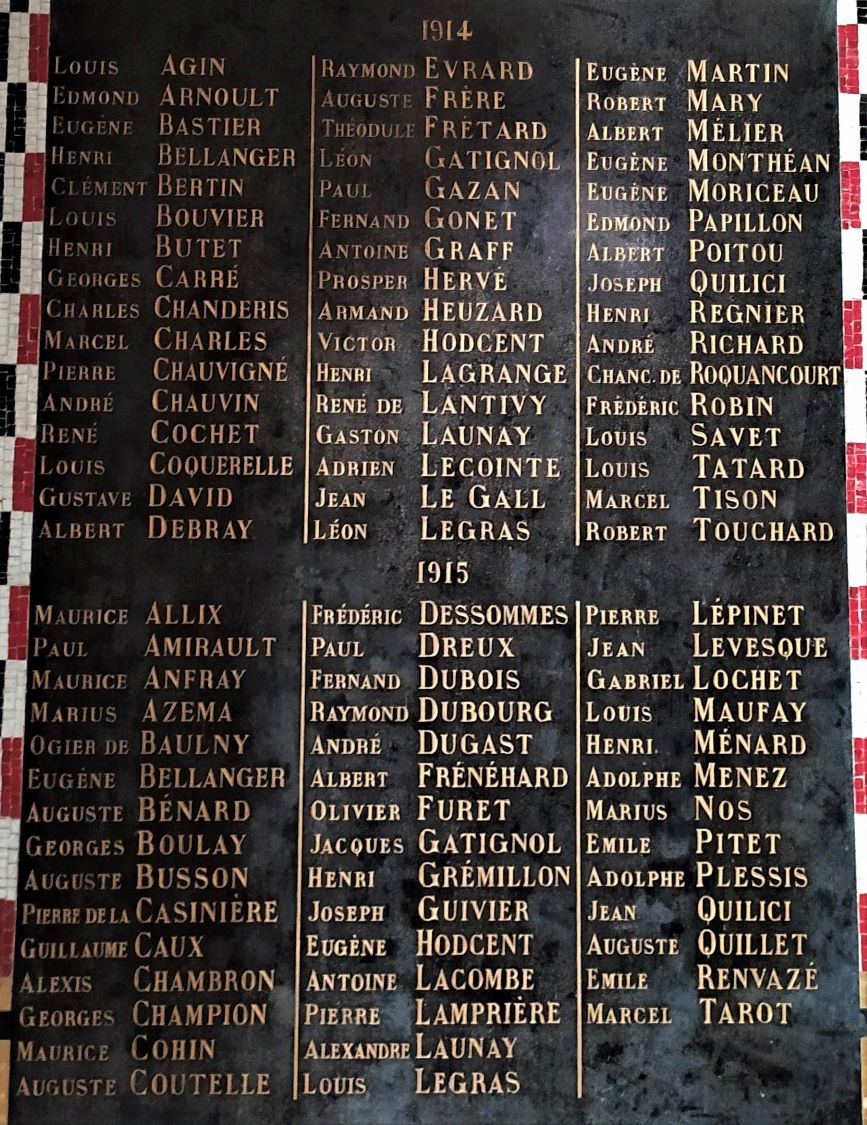 1914
Louis AGIN
Edmond ARNOULT
Eugène BASTIER
Henri BELLANGER
Clément BERTIN
Louis BOUVIER
Henri BUTET
Georges CARRÉ
Charles CHANDERIS
Marcel CHARLES
Pierre CHAUVIGNÉ
André CHAUVIN
René COCHET
Louis COQUERELLE
Gustave DAVID
Albert DEBRAY
Raymond EVRARD
Auguste FRÈRE
Théodule FRÉTARD
Léon GATIGNOL
Paul GAZAN
Fernand GONET
Antoine GRAFF
Prosper HERVÉ
Armand HEUZARD
Victor HODCENT
Henri LAGRANGE
René de LANTIVY
Gaston LAUNAY
Adrien LECOINTE
Jean LE GALL
Léon LEGRAS
Eugène MARTIN
Robert MARY
Albert MÉLIER
Eugène MONTHÉAN
Eugène MORICEAU
Edmond PAPILLON
Albert POITOU
Joseph QUILICI
Henri REGNIER
André RICHARD
Chanc. de ROQUANCOURT
Frédéric ROBIN
Louis SAVET
Louis TATARD
Marcel TISON
Robert TOUCHARD
1915
Maurice ALLIX
Paul AMIRAULT
Maurice ANFRAY
Marius AZEMA
Ogier de BAULNY
Eugène BELLANGER
Auguste BÉNARD
Georges BOULAY
Auguste BUSSON
Pierre de la CASINIÈRE
Guillaume CAUX
Alexis CHAMBRON
Georges CHAMPION
Maurice COHIN
Auguste COUTELLE
Frédéric DESSOMMES
Paul DREUX
Fernand DUBOIS
Raymond DUBOURG
André DUGAST
Albert FRÉNÉHARD
Olivier FURET
Jacques GATIGNOL
Henri GRÉMILLON
Joseph GUIVIER
Eugène HODCENT
Antoine LACOMBE
Pierre LAMPRIÈRE
Alexandre LAUNAY
Louis LEGRAS
Pierre LÉPINET
Jean LEVESQUE
Gabriel LOCHET
Louis MAUFAY
Henri MÉNARD
Adolphe MENEZ
Marius NOS
Emile PITET
Adolphe PLESSIS
Jean QUILICI
Auguste QUILLET
Emile RENVAZÉ
Marcel TAROT